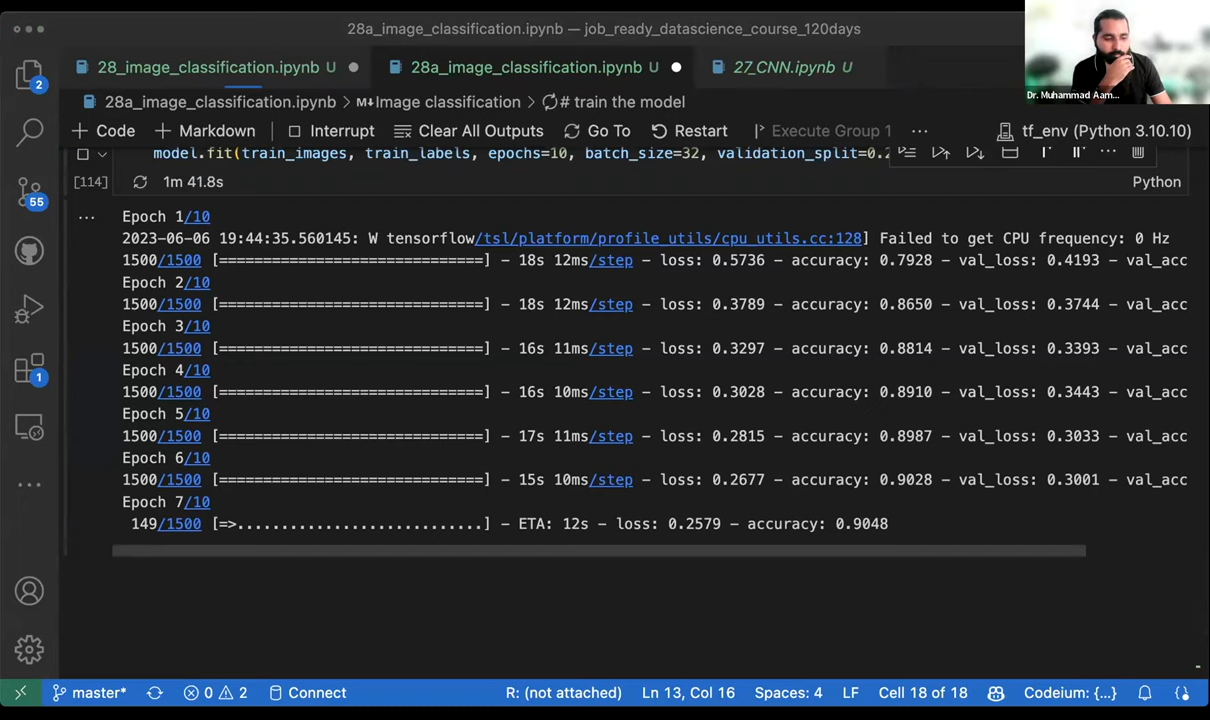 28a_image_classification.ipynb — job_ready_datascience_course_120days
28_image_classification.ipynb U
28a_image_classification.ipynb U
27_CNN.ipynb U
Dr. Muhammad Aam...
28a_image_classification.ipynb > M↓Image classification > # train the model
+ Code + Markdown Interrupt Clear All Outputs Go To Restart Execute Group 1 ... tf_env (Python 3.10.10)
model.fit(train_images, train_labels, epochs=10, batch_size=32, validation_split=0.2
[114] 1m 41.8s Python
... Epoch 1/10
2023-06-06 19:44:35.560145: W tensorflow/tsl/platform/profile_utils/cpu_utils.cc:128] Failed to get CPU frequency: 0 Hz
1500/1500 [==============================] - 18s 12ms/step - loss: 0.5736 - accuracy: 0.7928 - val_loss: 0.4193 - val_acc
Epoch 2/10
1500/1500 [==============================] - 18s 12ms/step - loss: 0.3789 - accuracy: 0.8650 - val_loss: 0.3744 - val_acc
Epoch 3/10
1500/1500 [==============================] - 16s 11ms/step - loss: 0.3297 - accuracy: 0.8814 - val_loss: 0.3393 - val_acc
Epoch 4/10
1500/1500 [==============================] - 16s 10ms/step - loss: 0.3028 - accuracy: 0.8910 - val_loss: 0.3443 - val_acc
Epoch 5/10
1500/1500 [==============================] - 17s 11ms/step - loss: 0.2815 - accuracy: 0.8987 - val_loss: 0.3033 - val_acc
Epoch 6/10
1500/1500 [==============================] - 15s 10ms/step - loss: 0.2677 - accuracy: 0.9028 - val_loss: 0.3001 - val_acc
Epoch 7/10
149/1500 [=>............................] - ETA: 12s - loss: 0.2579 - accuracy: 0.9048
2
55
1
master* 0 2 Connect R: (not attached) Ln 13, Col 16 Spaces: 4 LF Cell 18 of 18 Codeium: {...}